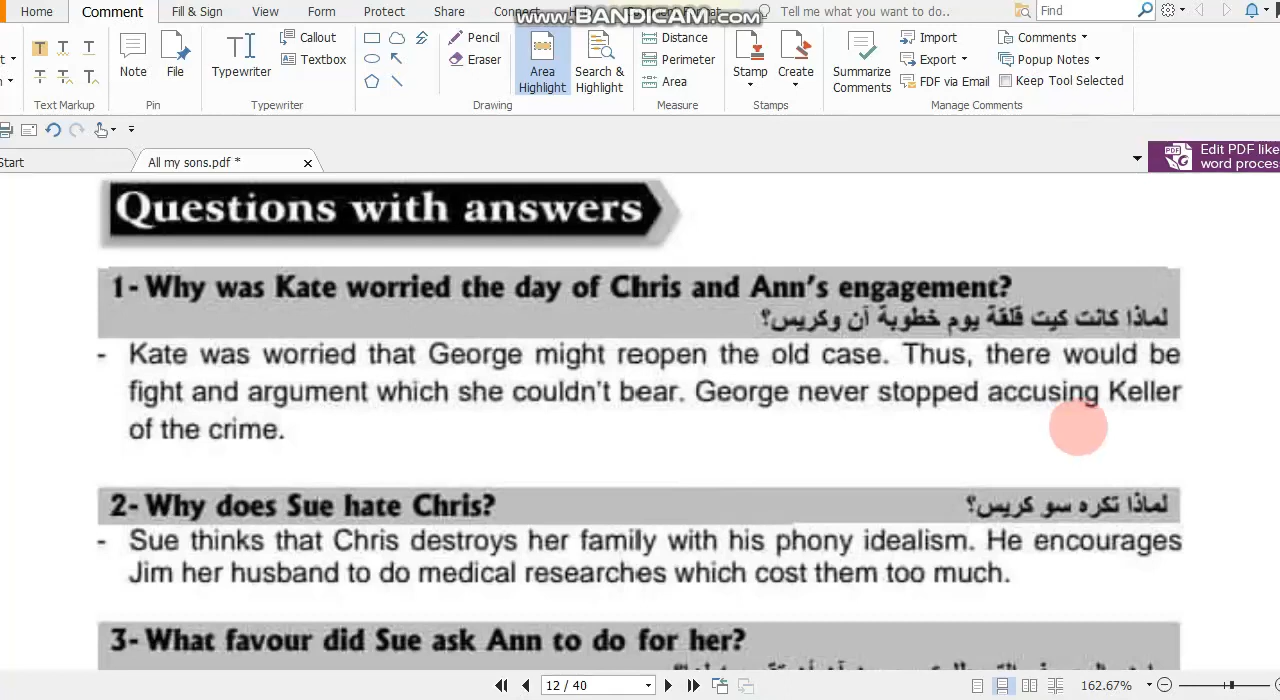 Home Comment Fill & Sign View Form Protect Share Connect Tell me what you want to do.. Find
www.BANDICAM.com
Callout
Textbox
Pencil
Eraser
Distance
Perimeter
Area
Import
Export
FDF via Email
Comments
Popup Notes
Keep Tool Selected
T T T
T T T
Note File Typewriter Area Highlight Search & Highlight Stamp Create Summarize Comments
Text Markup Pin Typewriter Drawing Measure Stamps Manage Comments
Start All my sons.pdf * Edit PDF like
word proces
Questions with answers
1- Why was Kate worried the day of Chris and Ann's engagement?
لماذا كانت كيت قلقة يوم خطوبة آن وكريس؟
- Kate was worried that George might reopen the old case. Thus, there would be
fight and argument which she couldn't bear. George never stopped accusing Keller
of the crime.
2- Why does Sue hate Chris? لماذا تكره سو كريس؟
- Sue thinks that Chris destroys her family with his phony idealism. He encourages
Jim her husband to do medical researches which cost them too much.
3- What favour did Sue ask Ann to do for her?
12 / 40 162.67%